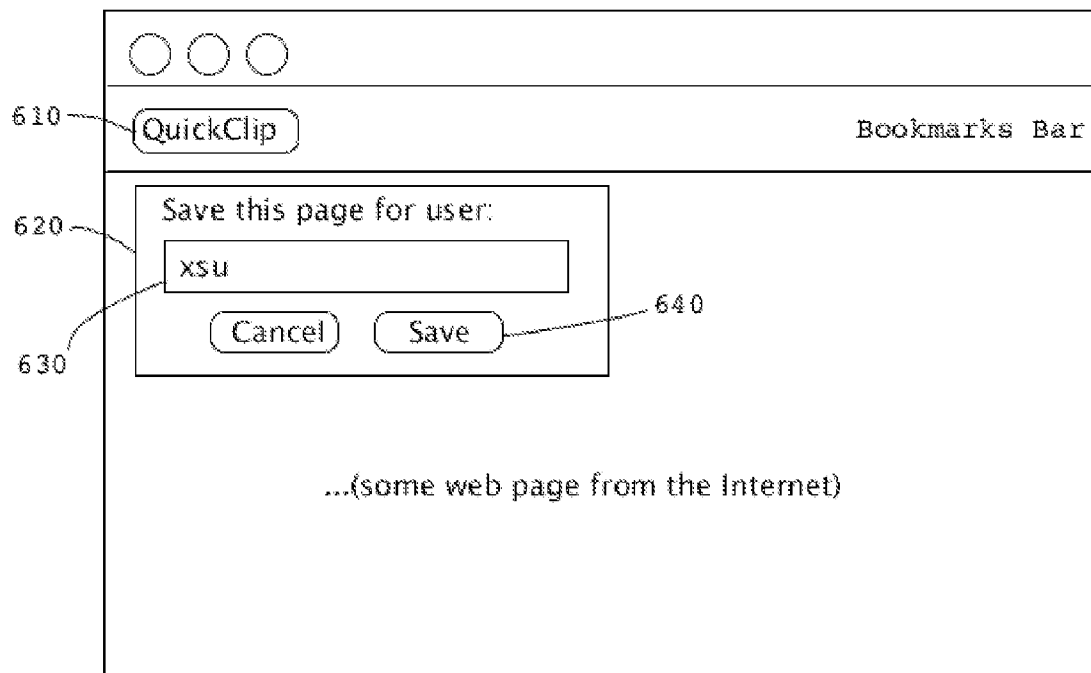 610 QuickClip Bookmarks Bar
Save this page for user:
620
xsu
640
Cancel Save
630
...(some web page from the Internet)